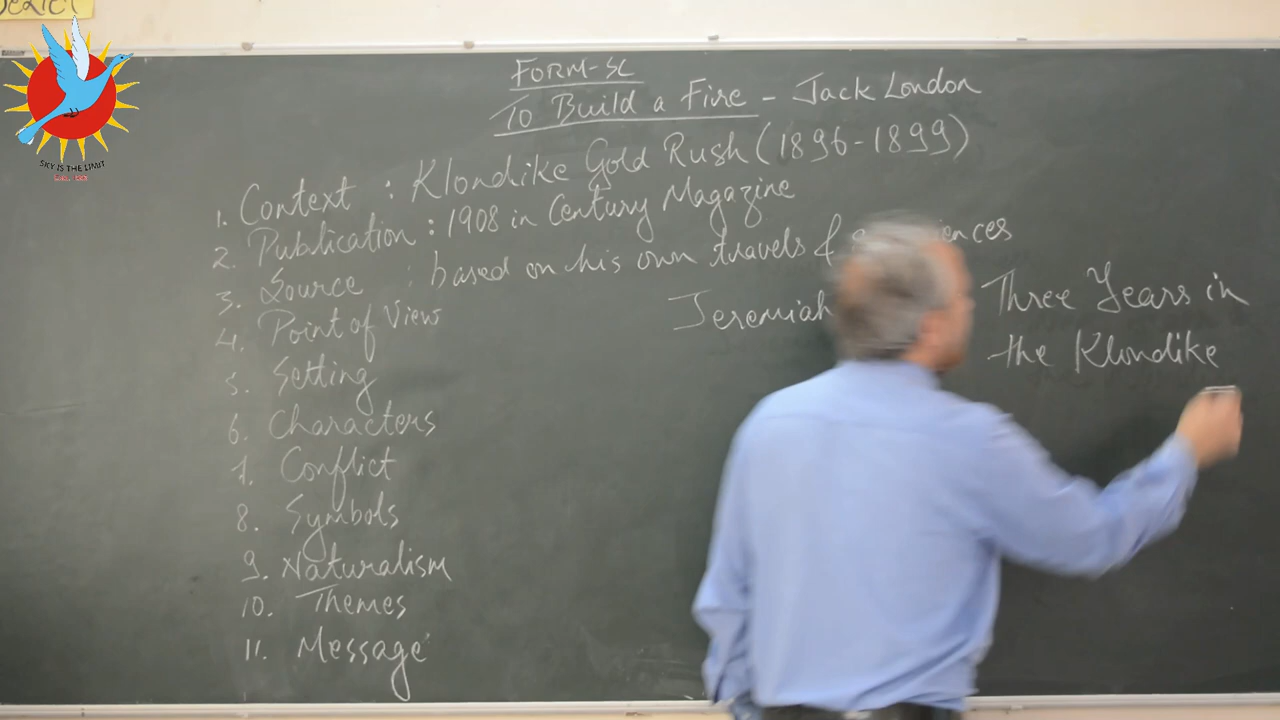 SKY IS THE LIMIT
FORM-SC
To Build a Fire - Jack London
1. Context : Klondike Gold Rush (1896-1899)
2. Publication : 1908 in Century Magazine
3. Source : based on his own travels &
Jeremiah Three Years in
the Klondike
4. Point of View
5. Setting
6. Characters
7. Conflict
8. Symbols
9. Naturalism
10. Themes
11. Message